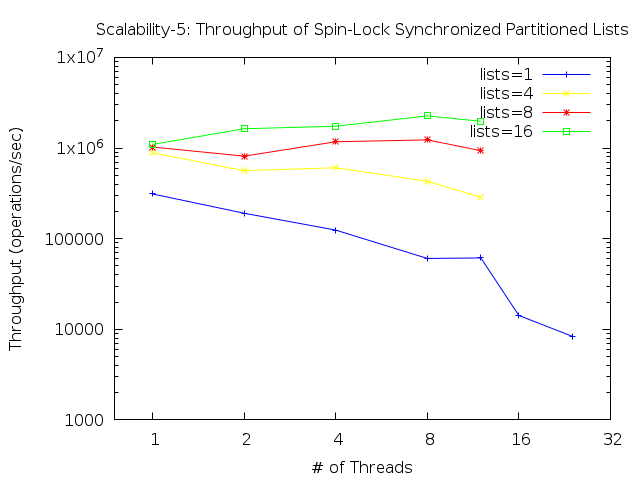 Scalability-5: Throughput of Spin-Lock Synchronized Partitioned Lists
1x10^7
1x10^6
100000
10000
1000
Throughput (operations/sec)
lists=1
lists=4
lists=8
lists=16
1 2 4 8 16 32
# of Threads